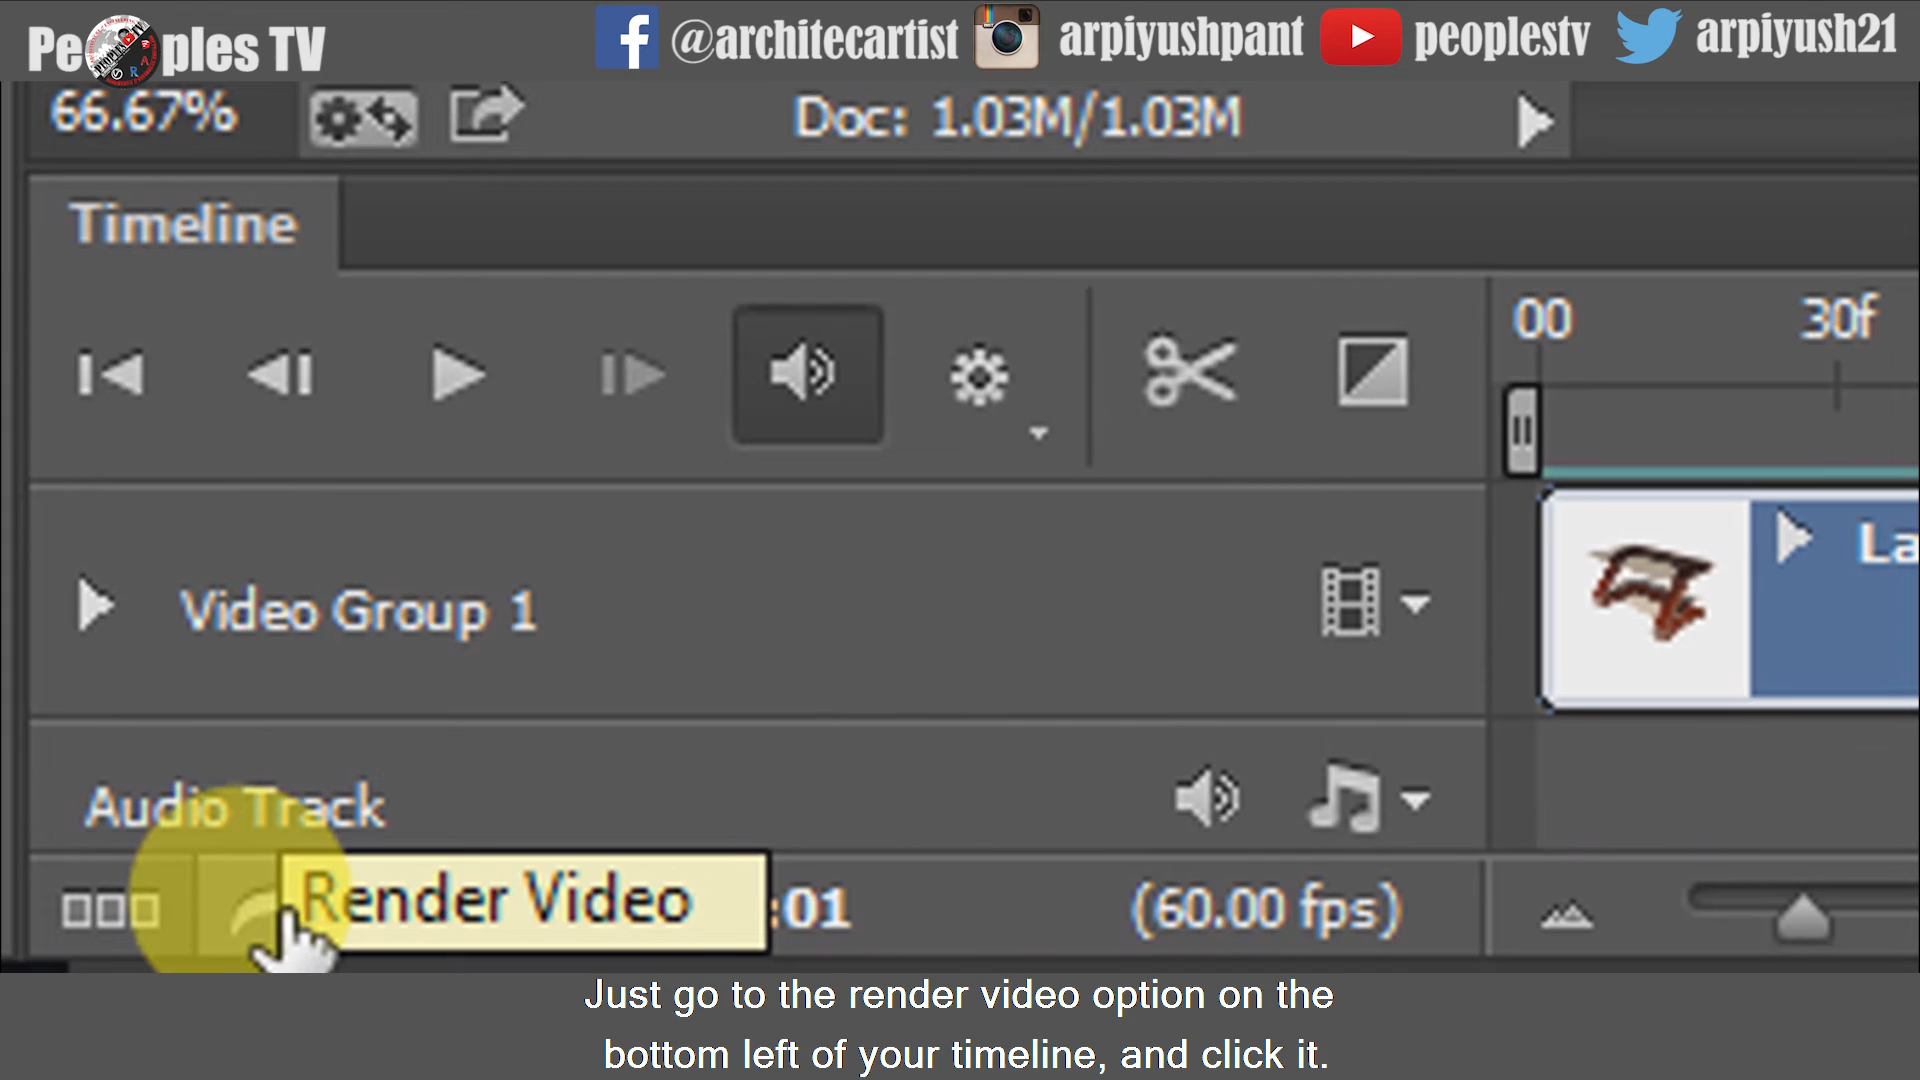 Peoples TV
@architecartist arpiyushpant peoplestv arpiyush21
66.67% Doc: 1.03M/1.03M
Timeline
00 30f
Video Group 1
La
Audio Track
Render Video :01 (60.00 fps)
Just go to the render video option on the
bottom left of your timeline, and click it.